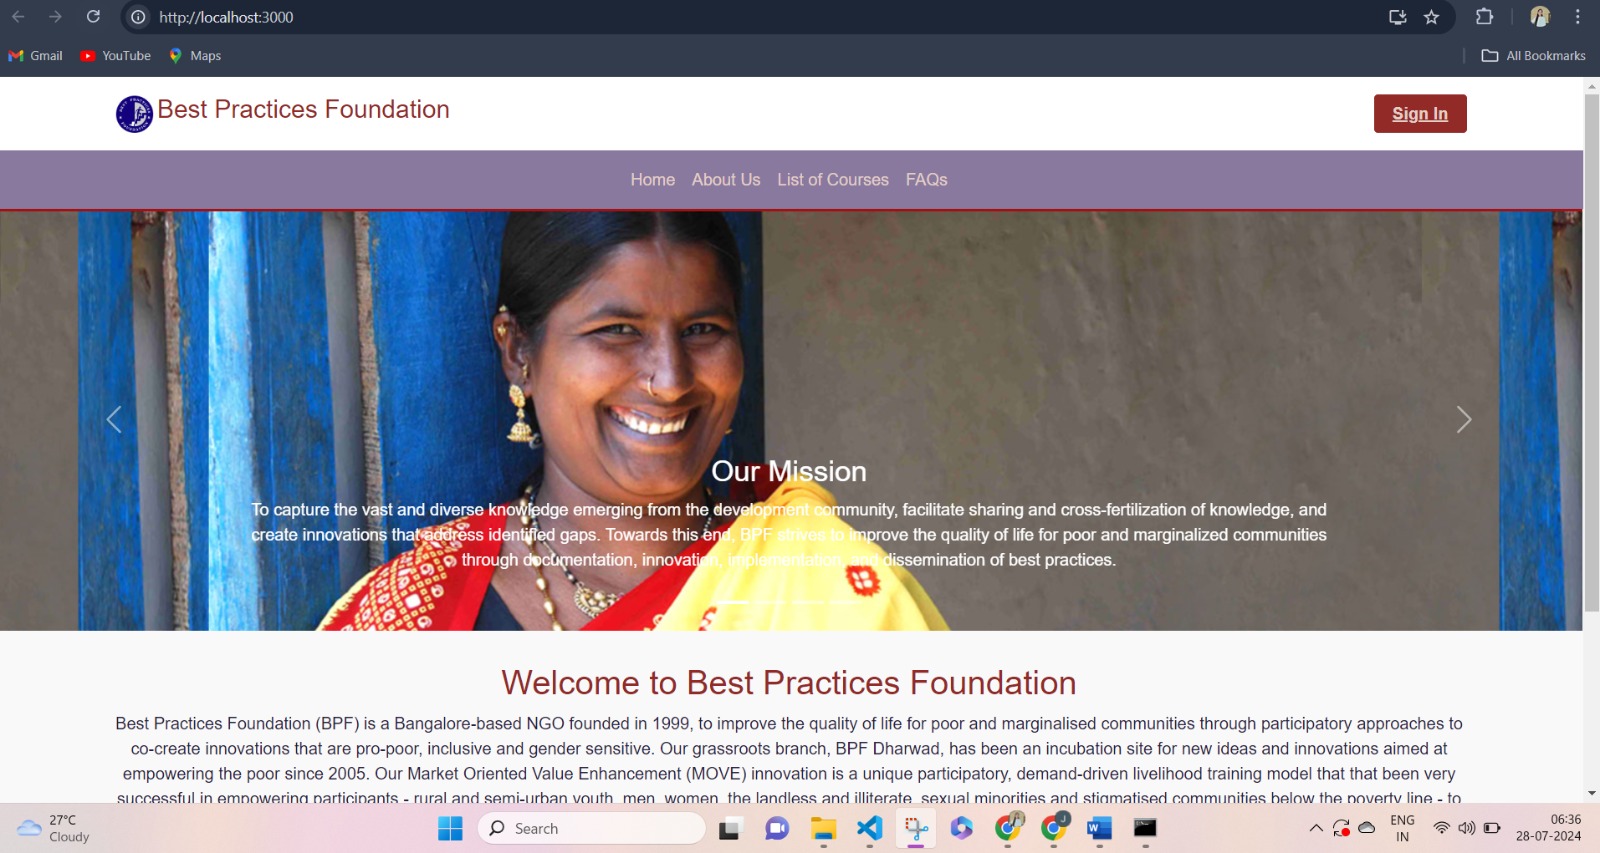 http://localhost:3000
Gmail YouTube Maps All Bookmarks
Best Practices Foundation
Sign In
Home About Us List of Courses FAQs
Our Mission
To capture the vast and diverse knowledge emerging from the development community, facilitate sharing and cross-fertilization of knowledge, and
create innovations that address identified gaps. Towards this end, BPF strives to improve the quality of life for poor and marginalized communities
through documentation, innovation, implementation, and dissemination of best practices.
Welcome to Best Practices Foundation
Best Practices Foundation (BPF) is a Bangalore-based NGO founded in 1999, to improve the quality of life for poor and marginalised communities through participatory approaches to
co-create innovations that are pro-poor, inclusive and gender sensitive. Our grassroots branch, BPF Dharwad, has been an incubation site for new ideas and innovations aimed at
empowering the poor since 2005. Our Market Oriented Value Enhancement (MOVE) innovation is a unique participatory, demand-driven livelihood training model that that been very
successful in empowering participants - rural and semi-urban youth, men, women, the landless and illiterate, sexual minorities and stigmatised communities below the poverty line - to
27°C
Cloudy
Search
ENG
IN
06:36
28-07-2024